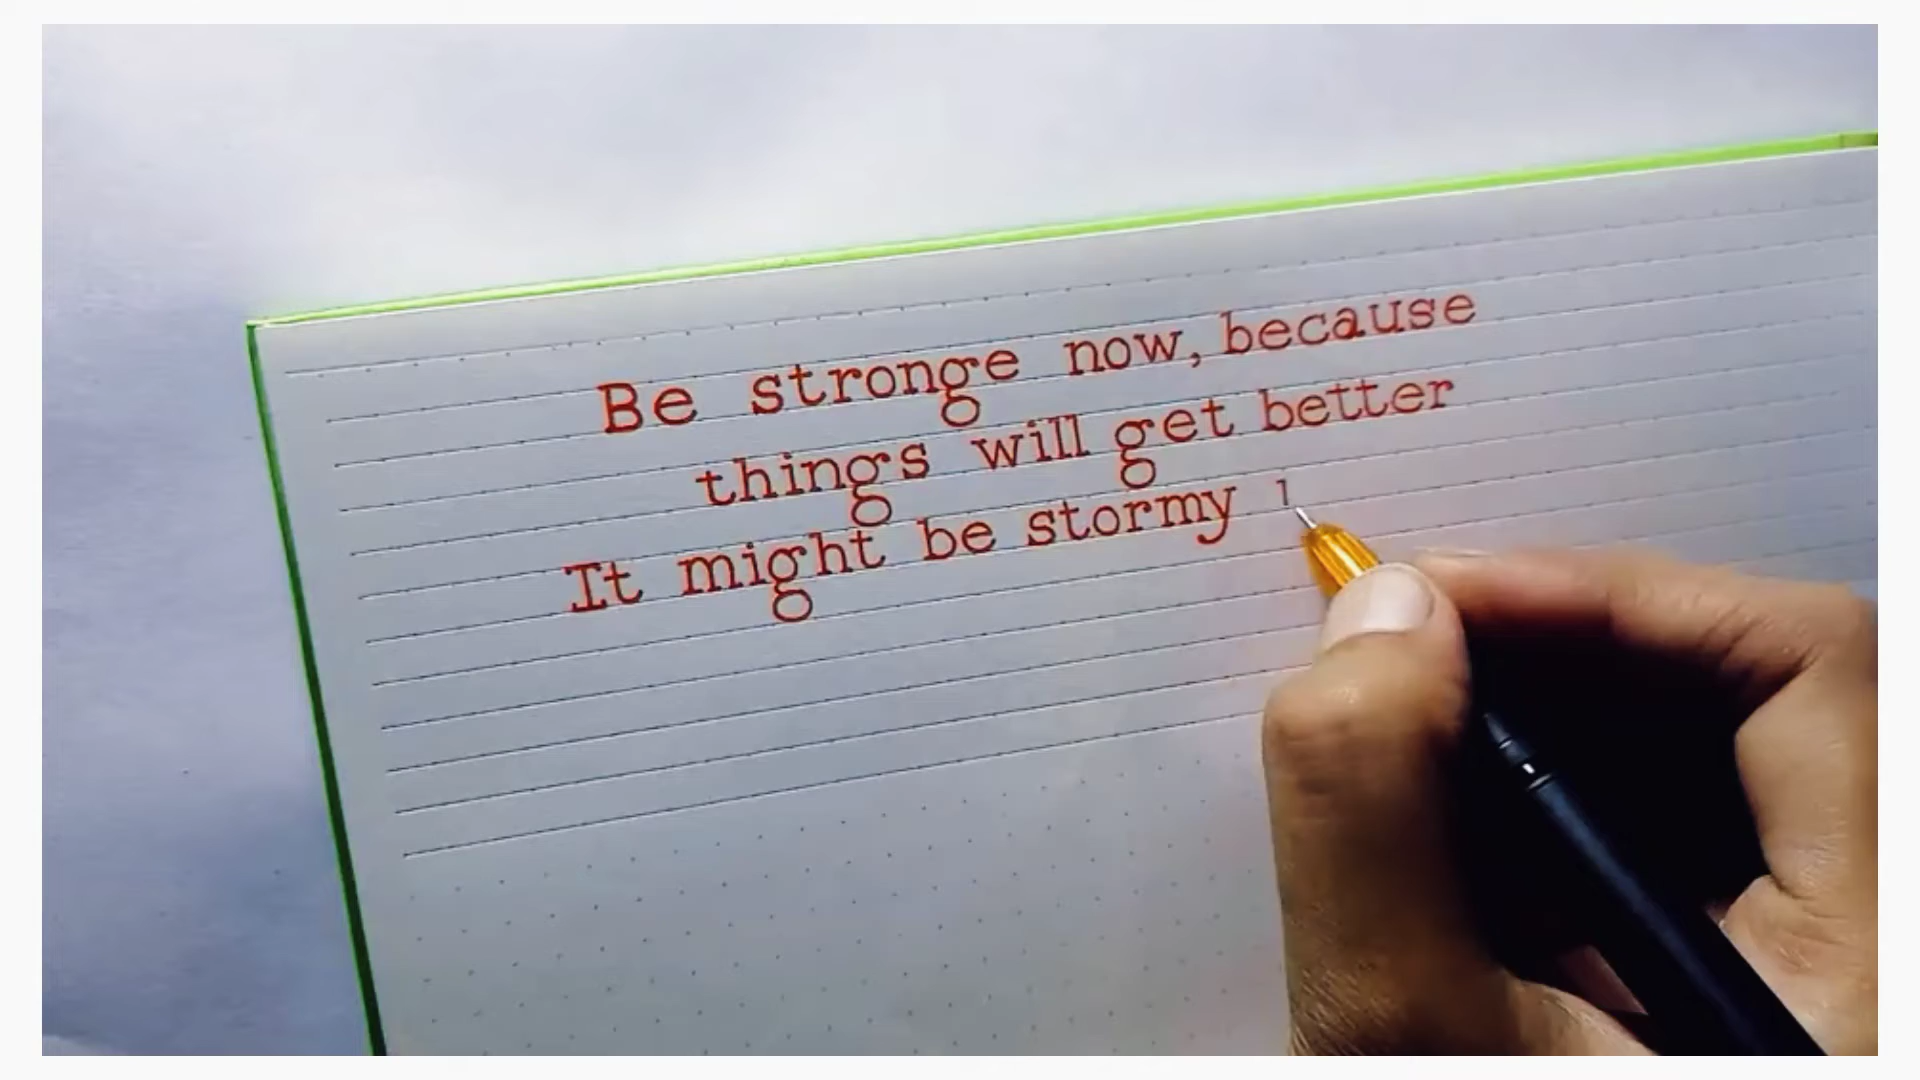 Be stronge now, because
things will get better
It might be stormy